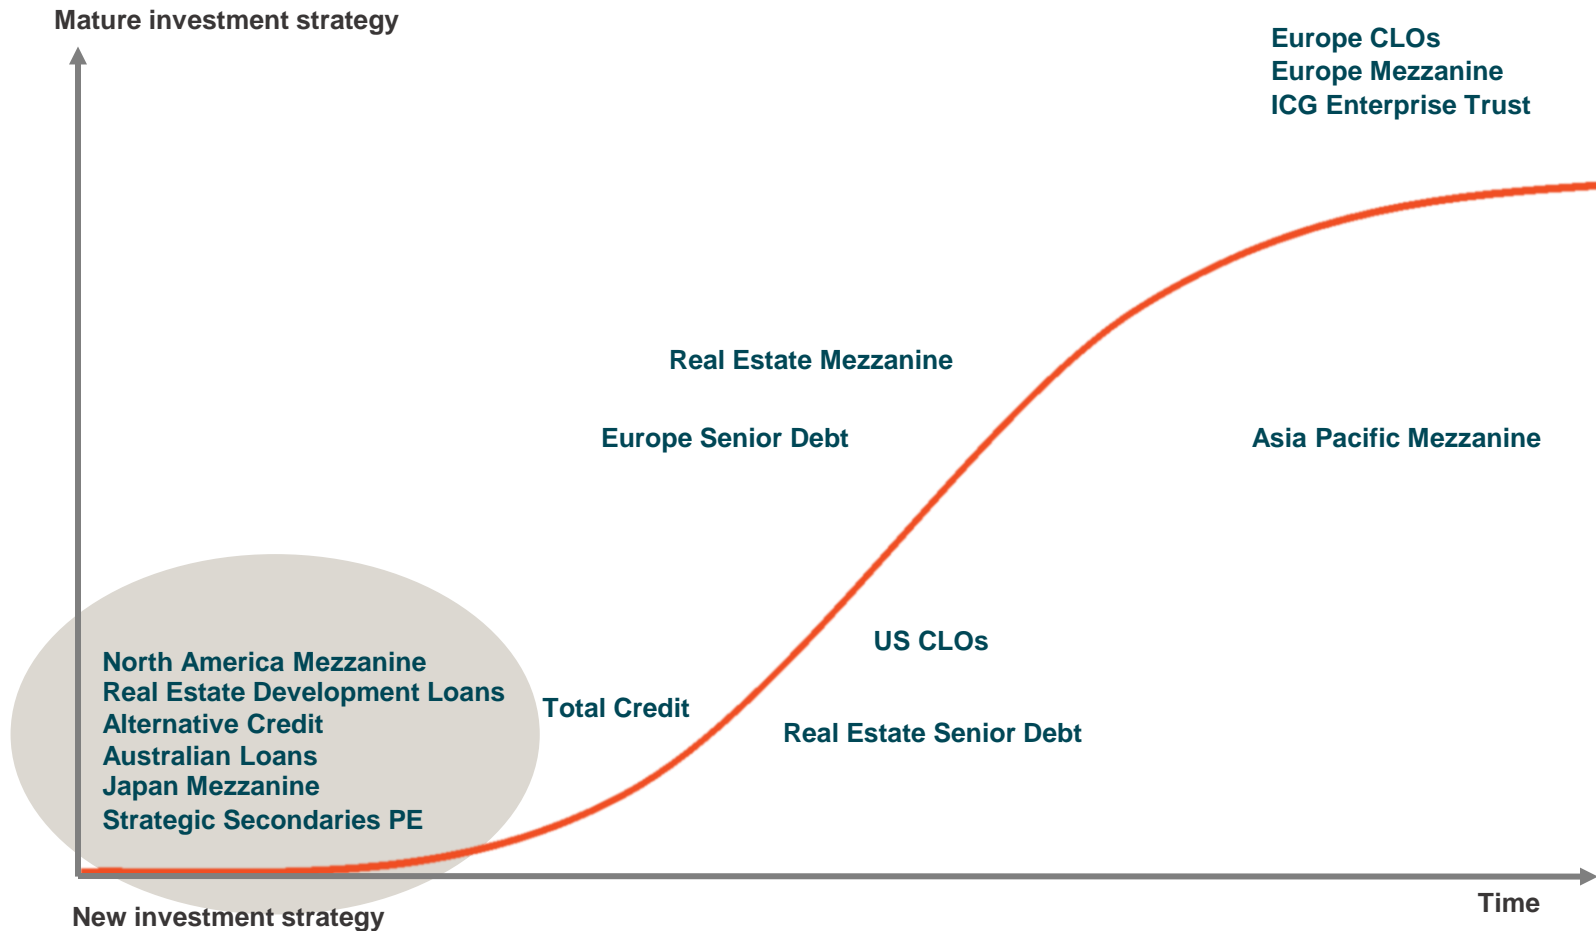 Mature investment strategy
Europe CLOs
Europe Mezzanine
ICG Enterprise Trust
Real Estate Mezzanine
Europe Senior Debt
Asia Pacific Mezzanine
US CLOs
North America Mezzanine
Real Estate Development Loans
Alternative Credit
Australian Loans
Japan Mezzanine
Strategic Secondaries PE
Total Credit
Real Estate Senior Debt
Time
New investment strategy